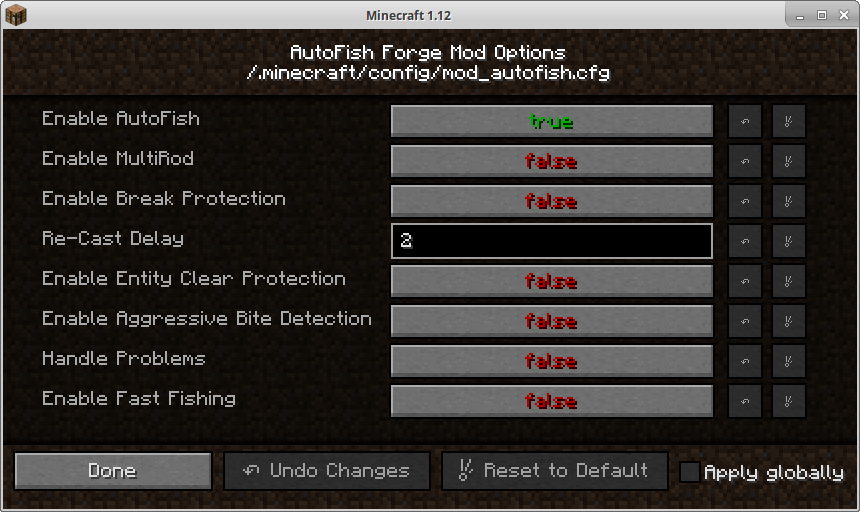 Minecraft 1.12
AutoFish Forge Mod Options
/.minecraft/config/mod_autofish.cfg
Enable AutoFish true
Enable MultiRod false
Enable Break Protection false
Re-Cast Delay 2
Enable Entity Clear Protection false
Enable Aggressive Bite Detection false
Handle Problems false
Enable Fast Fishing false
Done ↶ Undo Changes Reset to Default Apply globally